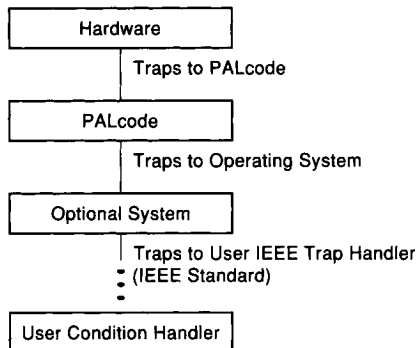 Hardware
Traps to PALcode
PALcode
Traps to Operating System
Optional System
Traps to User IEEE Trap Handler
(IEEE Standard)
User Condition Handler